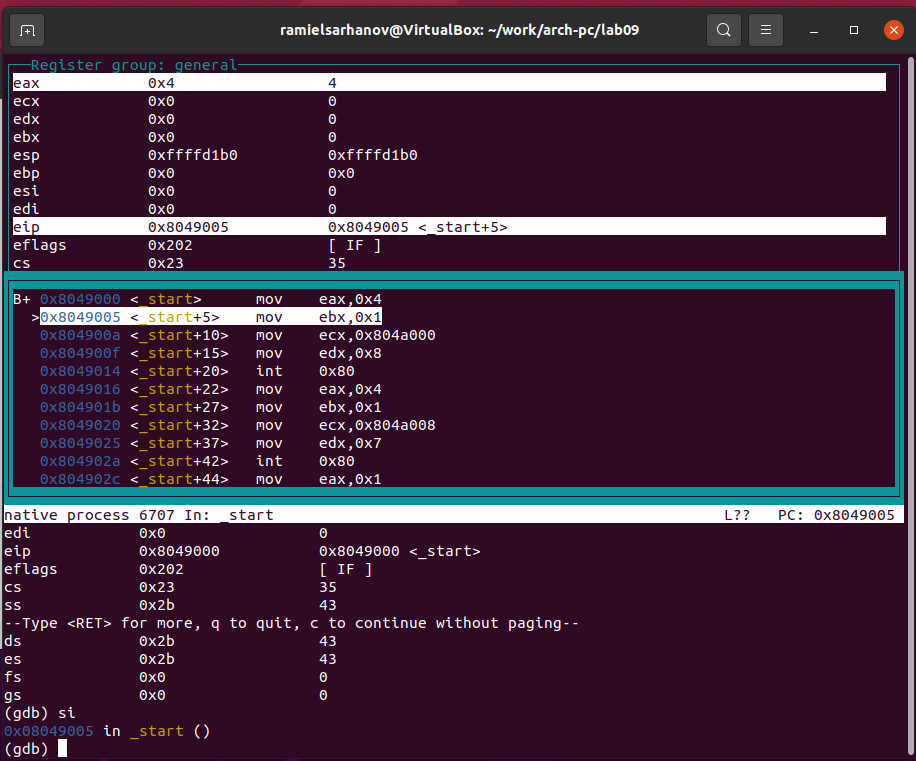 ramielsarhanov@VirtualBox: ~/work/arch-pc/lab09
Register group: general
eax 0x4 4
ecx 0x0 0
edx 0x0 0
ebx 0x0 0
esp 0xffffd1b0 0xffffd1b0
ebp 0x0 0x0
esi 0x0 0
edi 0x0 0
eip 0x8049005 0x8049005 <_start+5>
eflags 0x202 [ IF ]
cs 0x23 35
B+ 0x8049000 <_start> mov eax,0x4
>0x8049005 <_start+5> mov ebx,0x1
0x804900a <_start+10> mov ecx,0x804a000
0x804900f <_start+15> mov edx,0x8
0x8049014 <_start+20> int 0x80
0x8049016 <_start+22> mov eax,0x4
0x804901b <_start+27> mov ebx,0x1
0x8049020 <_start+32> mov ecx,0x804a008
0x8049025 <_start+37> mov edx,0x7
0x804902a <_start+42> int 0x80
0x804902c <_start+44> mov eax,0x1
native process 6707 In: _start L?? PC: 0x8049005
edi 0x0 0
eip 0x8049000 0x8049000 <_start>
eflags 0x202 [ IF ]
cs 0x23 35
ss 0x2b 43
--Type <RET> for more, q to quit, c to continue without paging--
ds 0x2b 43
es 0x2b 43
fs 0x0 0
gs 0x0 0
(gdb) si
0x08049005 in _start ()
(gdb)